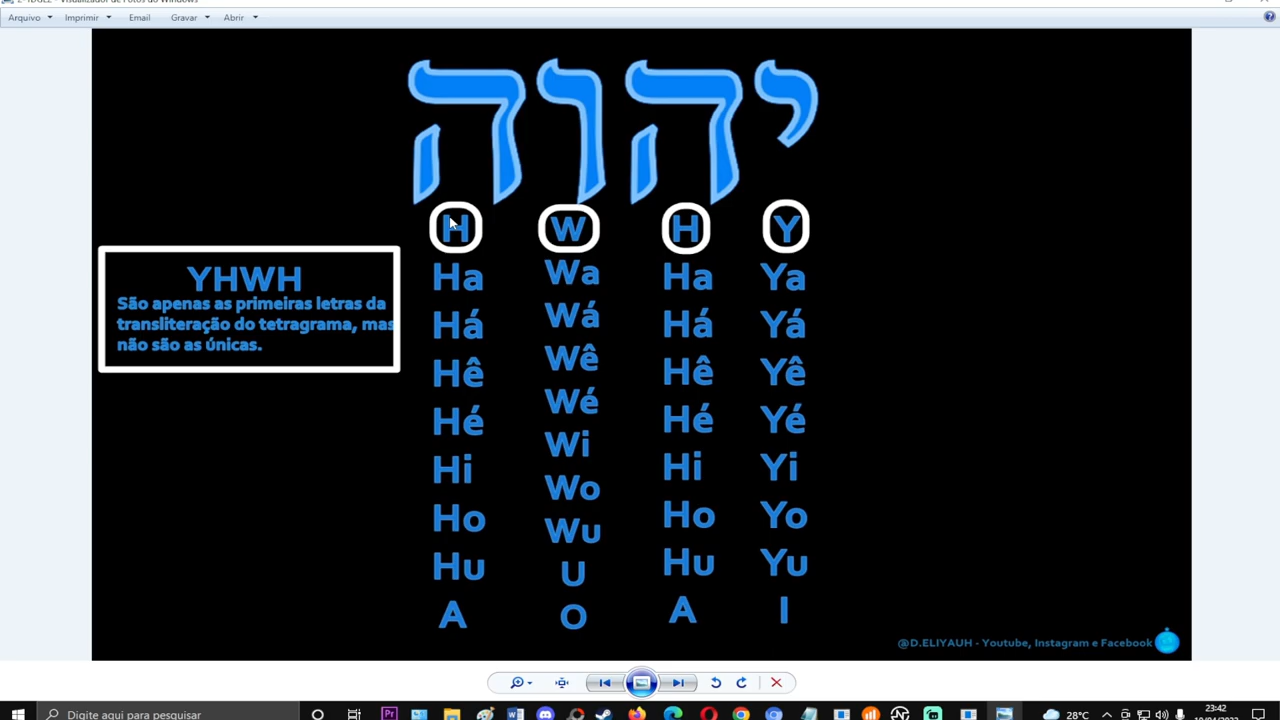 Arquivo Imprimir Email Gravar Abrir
יהוה
H W H Y
Ha Wa Ha Ya
Há Wá Há Yá
Hê Wê Hê Yê
Hé Wé Hé Yé
Hi Wi Hi Yi
Ho Wo Ho Yo
Hu Wu Hu Yu
U
A O A I
YHWH
São apenas as primeiras letras da
transliteração do tetragrama, mas
não são as únicas.
@D.ELIYAUH - Youtube, Instagram e Facebook
Digite aqui para pesquisar
28°C
23:42